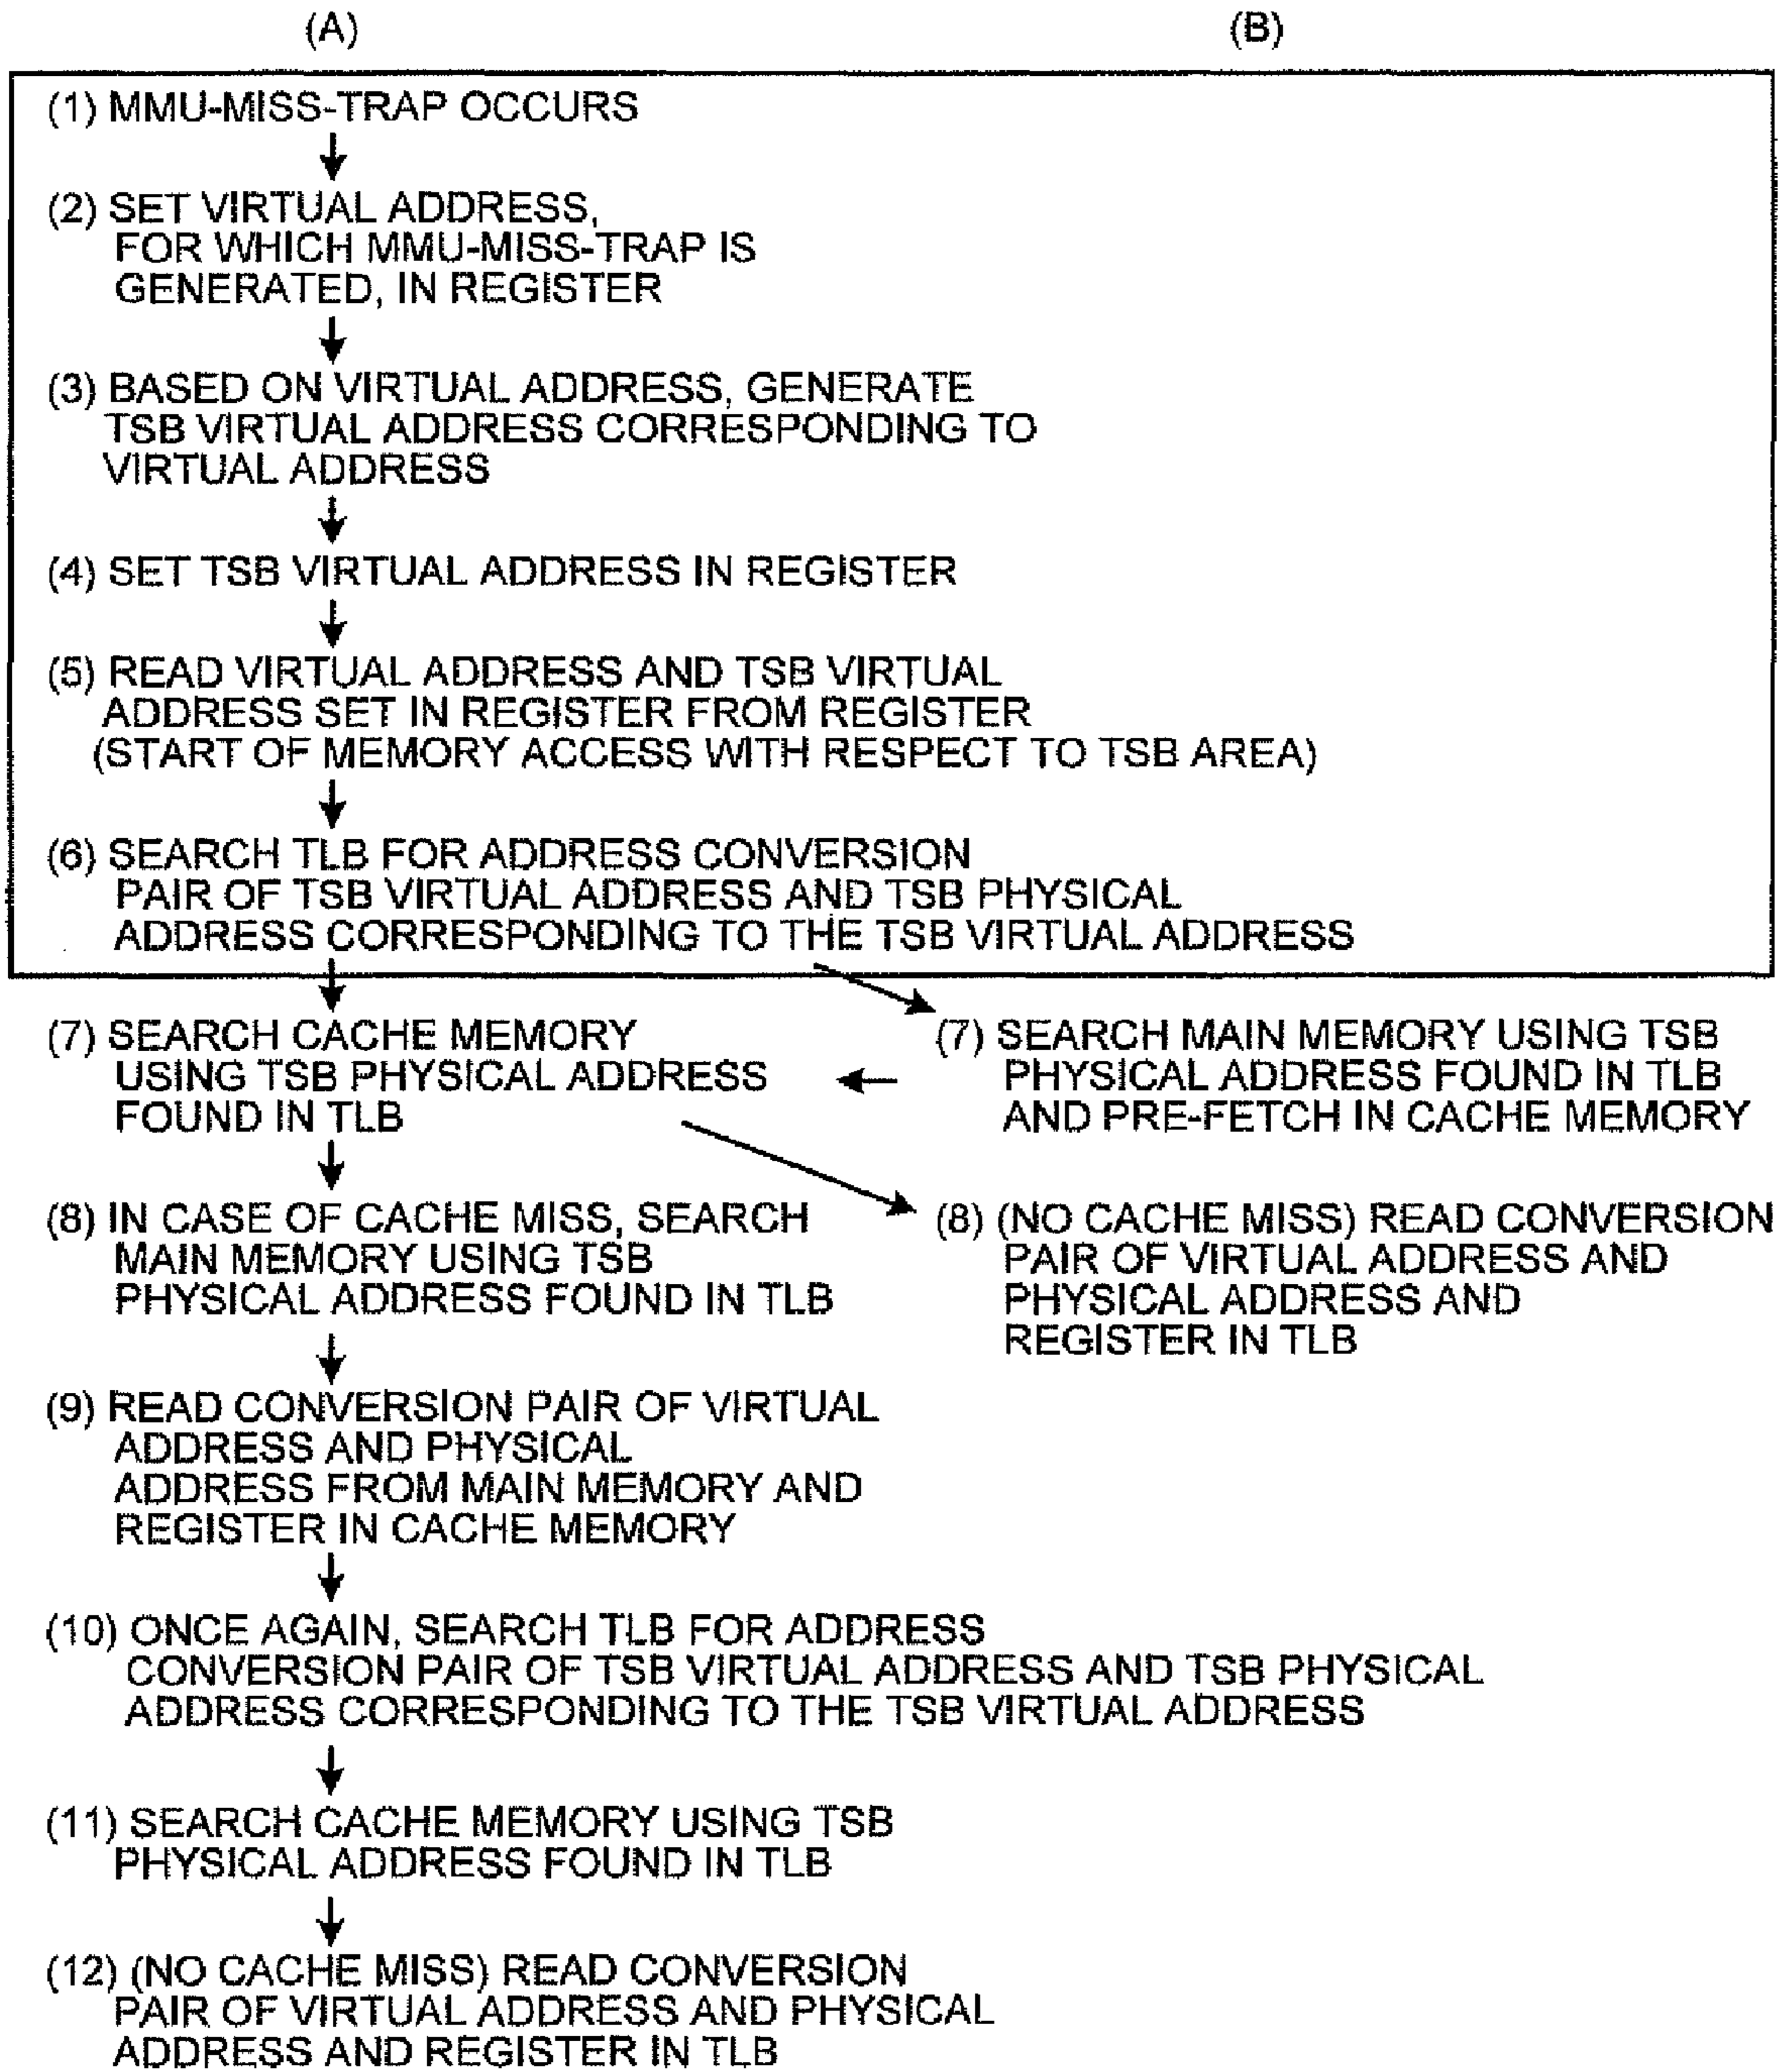 (A)
(B)
(1) MMU-MISS-TRAP OCCURS
(2) SET VIRTUAL ADDRESS,
FOR WHICH MMU-MISS-TRAP IS
GENERATED, IN REGISTER
(3) BASED ON VIRTUAL ADDRESS, GENERATE
TSB VIRTUAL ADDRESS CORRESPONDING TO
VIRTUAL ADDRESS
(4) SET TSB VIRTUAL ADDRESS IN REGISTER
(5) READ VIRTUAL ADDRESS AND TSB VIRTUAL
ADDRESS SET IN REGISTER FROM REGISTER
(START OF MEMORY ACCESS WITH RESPECT TO TSB AREA)
(6) SEARCH TLB FOR ADDRESS CONVERSION
PAIR OF TSB VIRTUAL ADDRESS AND TSB PHYSICAL
ADDRESS CORRESPONDING TO THE TSB VIRTUAL ADDRESS
(7) SEARCH CACHE MEMORY
USING TSB PHYSICAL ADDRESS
FOUND IN TLB
(7) SEARCH MAIN MEMORY USING TSB
PHYSICAL ADDRESS FOUND IN TLB
AND PRE-FETCH IN CACHE MEMORY
(8) IN CASE OF CACHE MISS, SEARCH
MAIN MEMORY USING TSB
PHYSICAL ADDRESS FOUND IN TLB
(8) (NO CACHE MISS) READ CONVERSION
PAIR OF VIRTUAL ADDRESS AND
PHYSICAL ADDRESS AND
REGISTER IN TLB
(9) READ CONVERSION PAIR OF VIRTUAL
ADDRESS AND PHYSICAL
ADDRESS FROM MAIN MEMORY AND
REGISTER IN CACHE MEMORY
(10) ONCE AGAIN, SEARCH TLB FOR ADDRESS
CONVERSION PAIR OF TSB VIRTUAL ADDRESS AND TSB PHYSICAL
ADDRESS CORRESPONDING TO THE TSB VIRTUAL ADDRESS
(11) SEARCH CACHE MEMORY USING TSB
PHYSICAL ADDRESS FOUND IN TLB
(12) (NO CACHE MISS) READ CONVERSION
PAIR OF VIRTUAL ADDRESS AND PHYSICAL
ADDRESS AND REGISTER IN TLB